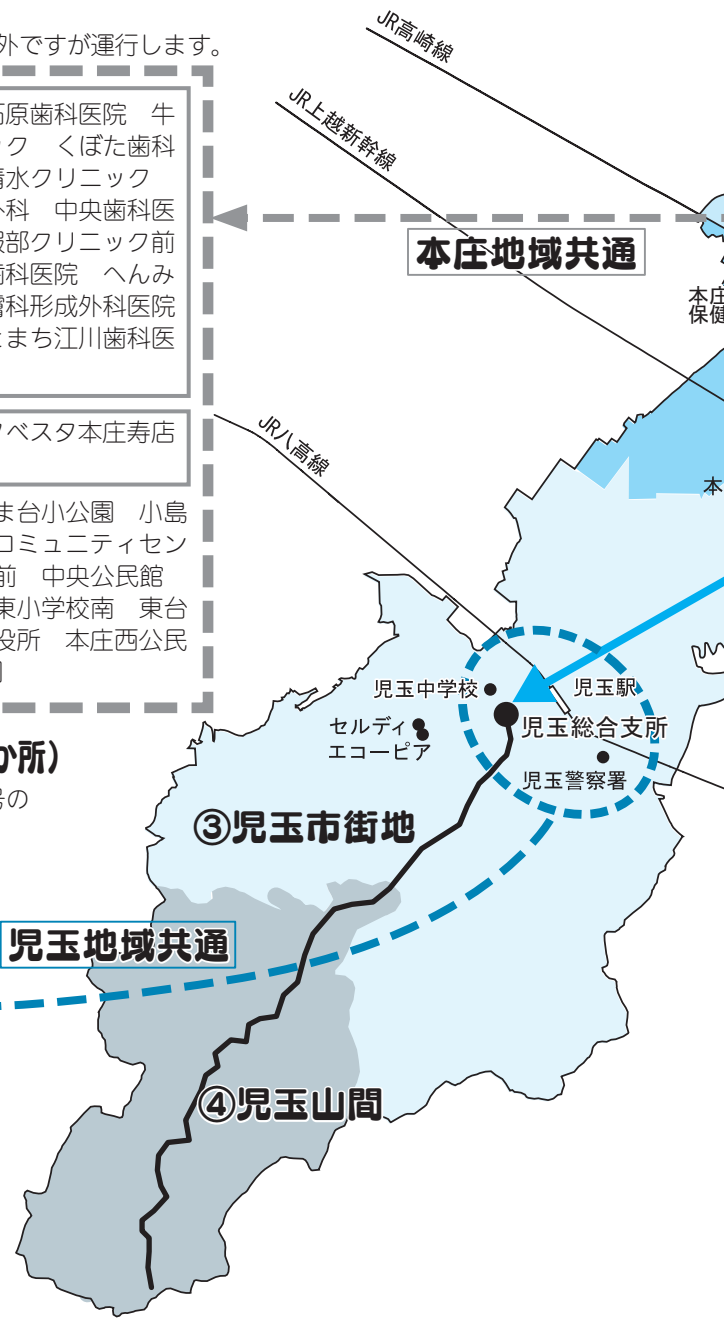 外ですが運行します。
高原歯科医院　牛
ック　くぼた歯科
清水クリニック
外科　中央歯科医
服部クリニック前
歯科医院　へんみ
膚科形成外科医院
とまち江川歯科医
ベスタ本庄寿店
ま台小公園　小島
コミュニティセン
前　中央公民館
東小学校南　東台
役所　本庄西公民
か所）
号の
JR高崎線
JR上越新幹線
本庄地域共通
本庄
保健
本
JR八高線
児玉中学校
児玉駅
セルディ
エコーピア
児玉総合支所
児玉警察署
③児玉市街地
児玉地域共通
④児玉山間